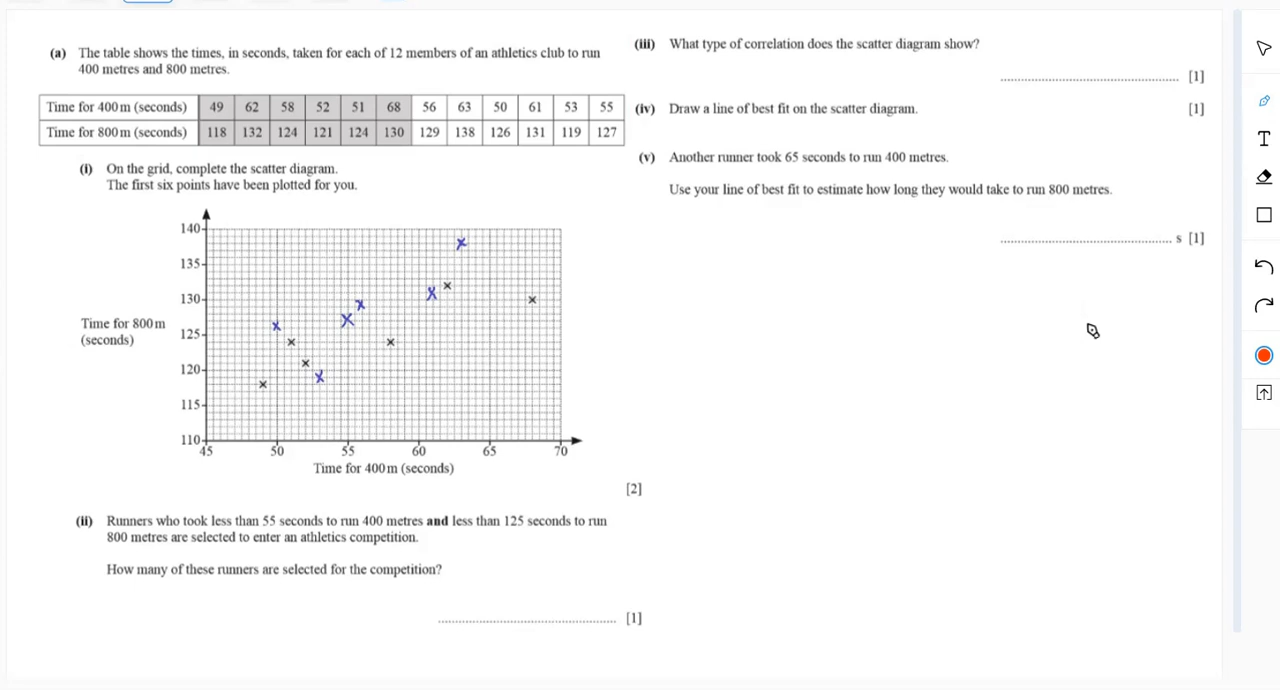 (a) The table shows the times, in seconds, taken for each of 12 members of an athletics club to run
400 metres and 800 metres.
Time for 400 m (seconds) 49 62 58 52 51 68 56 63 50 61 53 55
Time for 800 m (seconds) 118 132 124 121 124 130 129 138 126 131 119 127
(i) On the grid, complete the scatter diagram.
The first six points have been plotted for you.
140
135
130
Time for 800 m
(seconds)
125
120
115
110
45 50 55 60 65 70
Time for 400 m (seconds)
[2]
(ii) Runners who took less than 55 seconds to run 400 metres and less than 125 seconds to run
800 metres are selected to enter an athletics competition.
How many of these runners are selected for the competition?
.................................................. [1]
(iii) What type of correlation does the scatter diagram show?
.................................................. [1]
(iv) Draw a line of best fit on the scatter diagram. [1]
(v) Another runner took 65 seconds to run 400 metres.
Use your line of best fit to estimate how long they would take to run 800 metres.
.................................................. s [1]
T